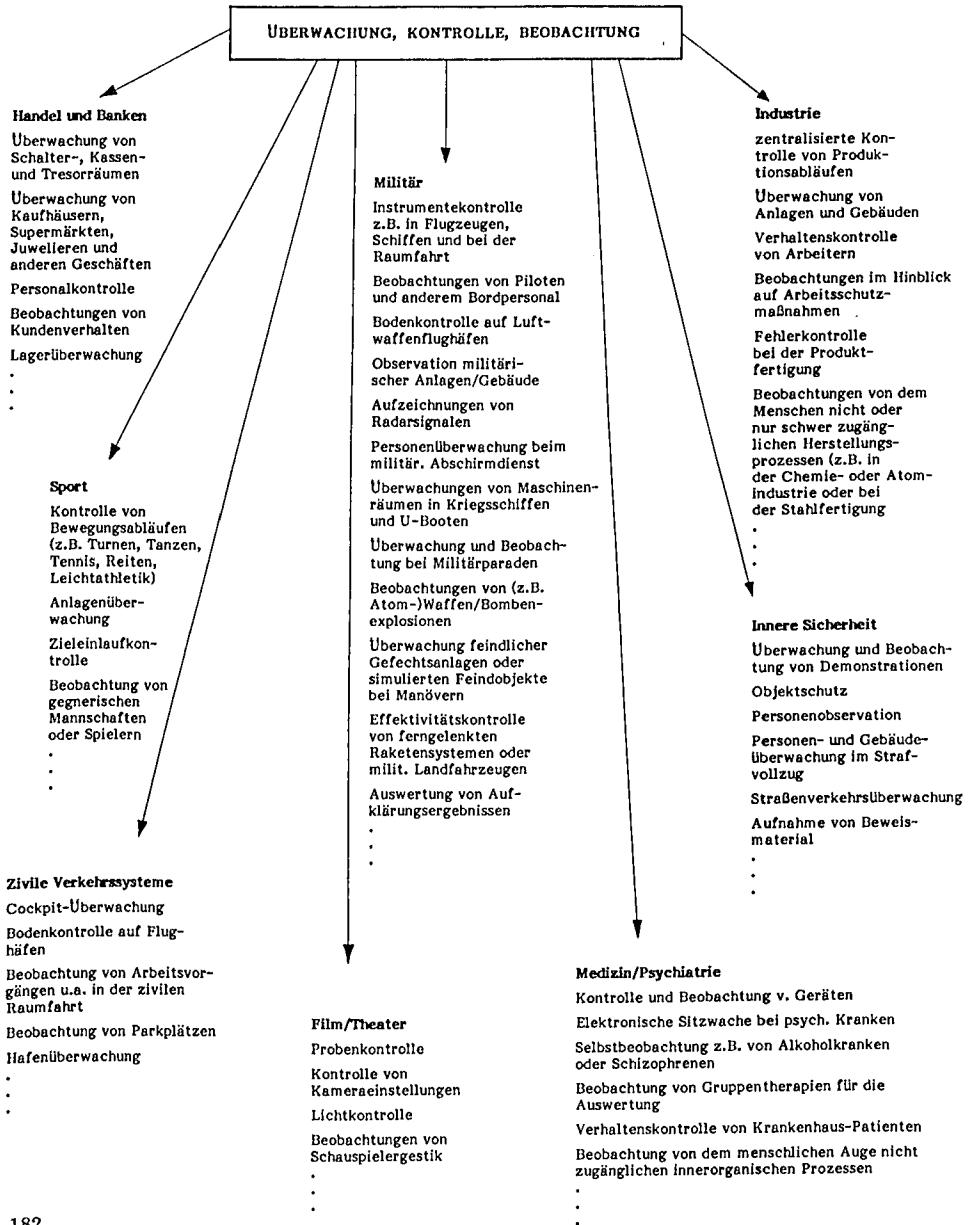 ÜBERWACHUNG, KONTROLLE, BEOBACHTUNG
Handel und Banken
Überwachung von
Schalter-, Kassen-
und Tresorräumen
Überwachung von
Kaufhäusern,
Supermärkten,
Juwelieren und
anderen Geschäften
Personalkontrolle
Beobachtungen von
Kundenverhalten
Lagerüberwachung
.
.
.
Sport
Kontrolle von
Bewegungsabläufen
(z.B. Turnen, Tanzen,
Tennis, Reiten,
Leichtathletik)
Anlagenüber-
wachung
Zieleinlaufkon-
trolle
Beobachtung von
gegnerischen
Mannschaften
oder Spielern
.
.
.
Zivile Verkehrssysteme
Cockpit-Überwachung
Bodenkontrolle auf Flug-
häfen
Beobachtung von Arbeitsvor-
gängen u.a. in der zivilen
Raumfahrt
Beobachtung von Parkplätzen
Hafenüberwachung
.
.
.
Militär
Instrumentekontrolle
z.B. in Flugzeugen,
Schiffen und bei der
Raumfahrt
Beobachtungen von Piloten
und anderem Bordpersonal
Bodenkontrolle auf Luft-
waffenflughäfen
Observation militäri-
scher Anlagen/Gebäude
Aufzeichnungen von
Radarsignalen
Personenüberwachung beim
militär. Abschirmdienst
Überwachungen von Maschinen-
räumen in Kriegsschiffen
und U-Booten
Überwachung und Beobach-
tung bei Militärparaden
Beobachtungen von (z.B.
Atom-)Waffen/Bomben-
explosionen
Überwachung feindlicher
Gefechtsanlagen oder
simulierten Feindobjekte
bei Manövern
Effektivitätskontrolle
von ferngelenkten
Raketensystemen oder
milit. Landfahrzeugen
Auswertung von Auf-
klärungsergebnissen
.
.
.
Film/Theater
Probenkontrolle
Kontrolle von
Kameraeinstellungen
Lichtkontrolle
Beobachtungen von
Schauspielergestik
.
.
.
Industrie
zentralisierte Kon-
trolle von Produk-
tionsabläufen
Überwachung von
Anlagen und Gebäuden
Verhaltenskontrolle
von Arbeitern
Beobachtungen im Hinblick
auf Arbeitsschutz-
maßnahmen
Fehlerkontrolle
bei der Produkt-
fertigung
Beobachtungen von dem
Menschen nicht oder
nur schwer zugäng-
lichen Herstellungs-
prozessen (z.B. in
der Chemie- oder Atom-
industrie oder bei
der Stahlfertigung
.
.
.
Innere Sicherheit
Überwachung und Beobach-
tung von Demonstrationen
Objektschutz
Personenobservation
Personen- und Gebäude-
überwachung im Straf-
vollzug
Straßenverkehrsüberwachung
Aufnahme von Beweis-
material
.
.
.
Medizin/Psychiatrie
Kontrolle und Beobachtung v. Geräten
Elektronische Sitzwache bei psych. Kranken
Selbstbeobachtung z.B. von Alkoholkranken
oder Schizophrenen
Beobachtung von Gruppentherapien für die
Auswertung
Verhaltenskontrolle von Krankenhaus-Patienten
Beobachtung von dem menschlichen Auge nicht
zugänglichen innerorganischen Prozessen
.
.
.
182